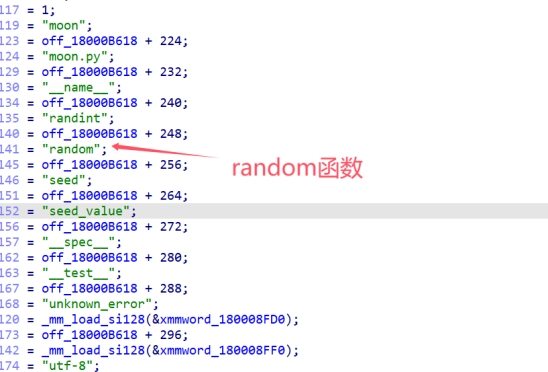 117 = 1;
119 = "moon";
123 = off_18000B618 + 224;
124 = "moon.py";
129 = off_18000B618 + 232;
130 = "__name__";
134 = off_18000B618 + 240;
135 = "randint";
140 = off_18000B618 + 248;
141 = "random";
145 = off_18000B618 + 256;
146 = "seed";
151 = off_18000B618 + 264;
152 = "seed_value";
156 = off_18000B618 + 272;
157 = "__spec__";
162 = off_18000B618 + 280;
163 = "__test__";
167 = off_18000B618 + 288;
168 = "unknown_error";
120 = _mm_load_si128(&xmmword_180008FD0);
173 = off_18000B618 + 296;
142 = _mm_load_si128(&xmmword_180008FF0);
174 = "utf-8";
random函数